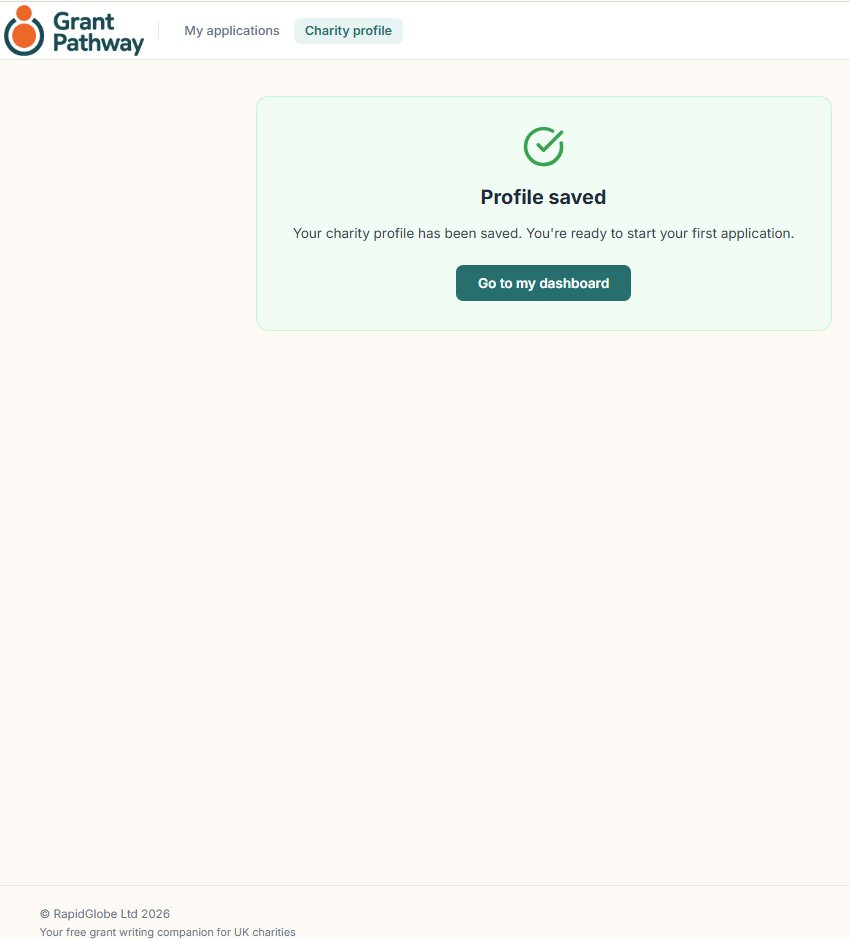 Grant
Pathway
My applications
Charity profile
Profile saved
Your charity profile has been saved. You're ready to start your first application.
Go to my dashboard
© RapidGlobe Ltd 2026
Your free grant writing companion for UK charities